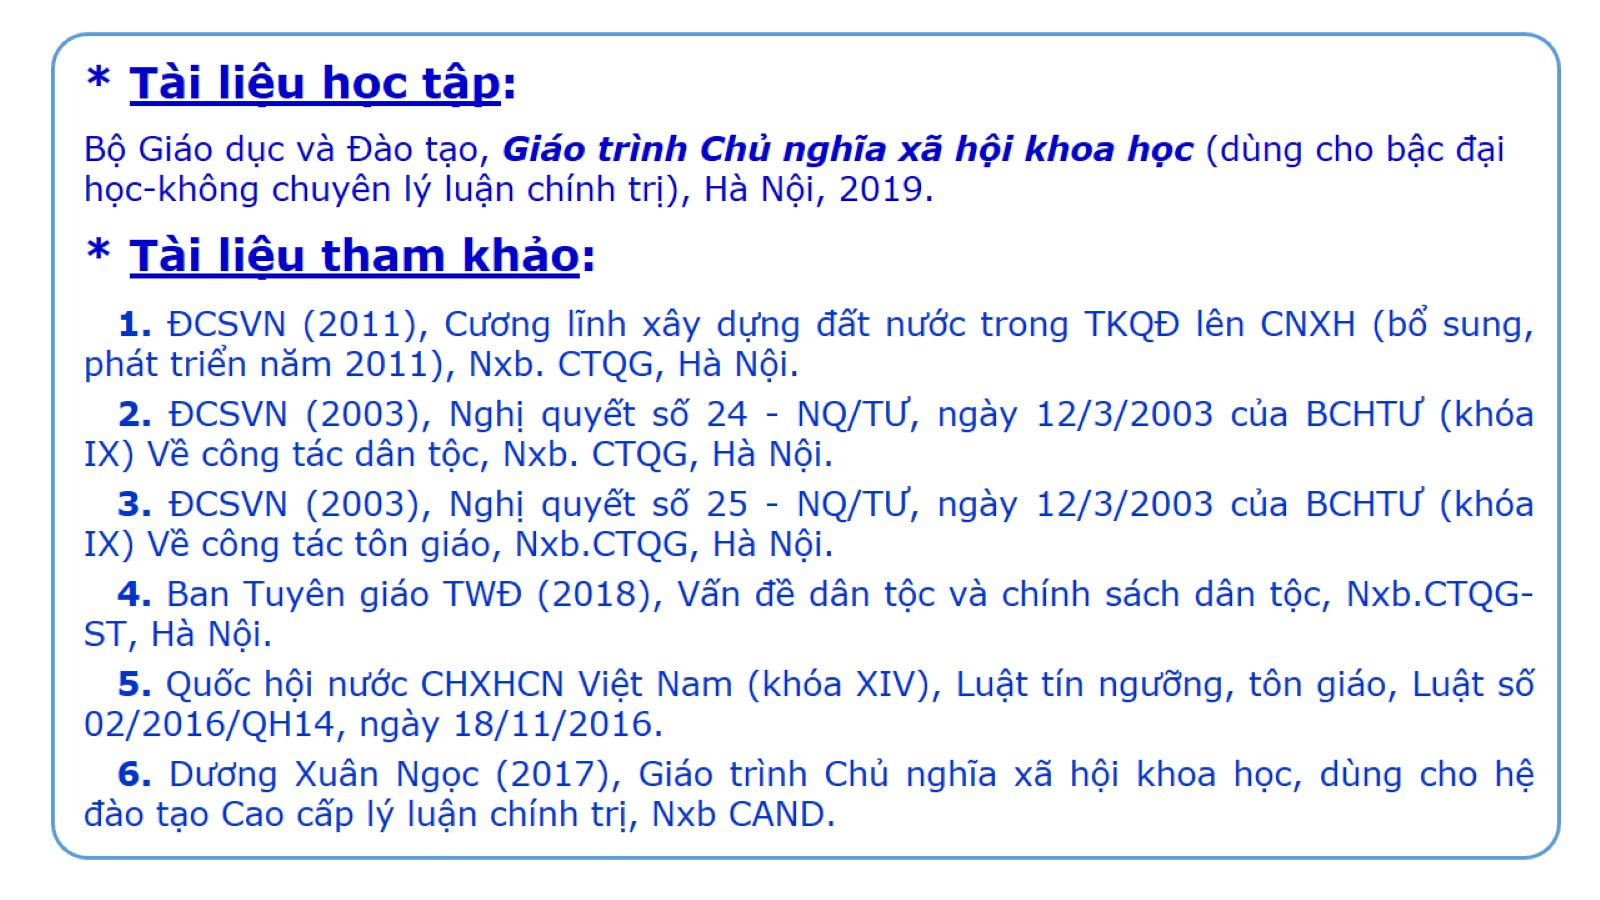 * Tài liệu học tập:
Bộ Giáo dục và Đào tạo, Giáo trình Chủ nghĩa xã hội khoa học (dùng cho bậc đại
học-không chuyên lý luận chính trị), Hà Nội, 2019.
* Tài liệu tham khảo:
1. ĐCSVN (2011), Cương lĩnh xây dựng đất nước trong TKQĐ lên CNXH (bổ sung,
phát triển năm 2011), Nxb. CTQG, Hà Nội.
2. ĐCSVN (2003), Nghị quyết số 24 - NQ/TƯ, ngày 12/3/2003 của BCHTƯ (khóa
IX) Về công tác dân tộc, Nxb. CTQG, Hà Nội.
3. ĐCSVN (2003), Nghị quyết số 25 - NQ/TƯ, ngày 12/3/2003 của BCHTƯ (khóa
IX) Về công tác tôn giáo, Nxb.CTQG, Hà Nội.
4. Ban Tuyên giáo TWĐ (2018), Vấn đề dân tộc và chính sách dân tộc, Nxb.CTQG-
ST, Hà Nội.
5. Quốc hội nước CHXHCN Việt Nam (khóa XIV), Luật tín ngưỡng, tôn giáo, Luật số
02/2016/QH14, ngày 18/11/2016.
6. Dương Xuân Ngọc (2017), Giáo trình Chủ nghĩa xã hội khoa học, dùng cho hệ
đào tạo Cao cấp lý luận chính trị, Nxb CAND.